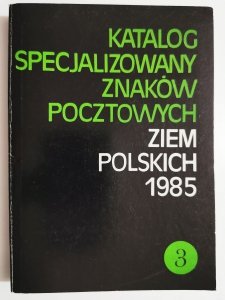 KATALOG
SPECJALIZOWANY
ZNAKÓW
POCZTOWYCH
ZIEM
POLSKICH
1985
3